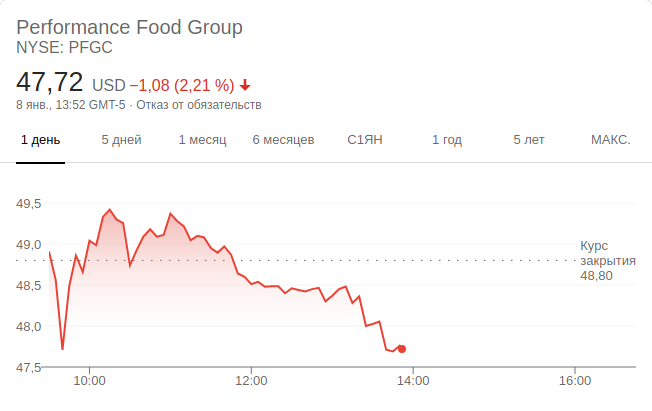 Performance Food Group
NYSE: PFGC
47,72 USD −1,08 (2,21 %)
8 янв., 13:52 GMT-5 · Отказ от обязательств
1 день 5 дней 1 месяц 6 месяцев С1ЯН 1 год 5 лет МАКС.
49,5
49,0
48,5
48,0
47,5
Курс
закрытия
48,80
10:00 12:00 14:00 16:00